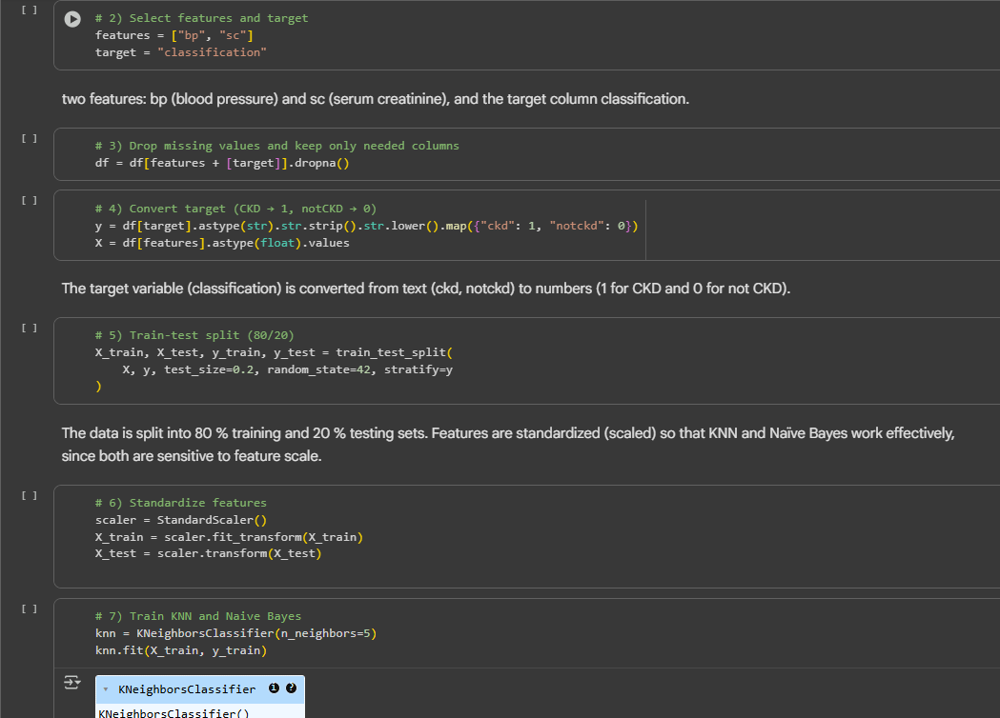 [ ]
# 2) Select features and target
features = ["bp", "sc"]
target = "classification"
two features: bp (blood pressure) and sc (serum creatinine), and the target column classification.
[ ]
# 3) Drop missing values and keep only needed columns
df = df[features + [target]].dropna()
[ ]
# 4) Convert target (CKD → 1, notCKD → 0)
y = df[target].astype(str).str.strip().str.lower().map({"ckd": 1, "notckd": 0})
X = df[features].astype(float).values
The target variable (classification) is converted from text (ckd, notckd) to numbers (1 for CKD and 0 for not CKD).
[ ]
# 5) Train-test split (80/20)
X_train, X_test, y_train, y_test = train_test_split(
    X, y, test_size=0.2, random_state=42, stratify=y
)
The data is split into 80 % training and 20 % testing sets. Features are standardized (scaled) so that KNN and Naïve Bayes work effectively,
since both are sensitive to feature scale.
[ ]
# 6) Standardize features
scaler = StandardScaler()
X_train = scaler.fit_transform(X_train)
X_test = scaler.transform(X_test)
[ ]
# 7) Train KNN and Naive Bayes
knn = KNeighborsClassifier(n_neighbors=5)
knn.fit(X_train, y_train)
KNeighborsClassifier i ?
KNeighborsClassifier()